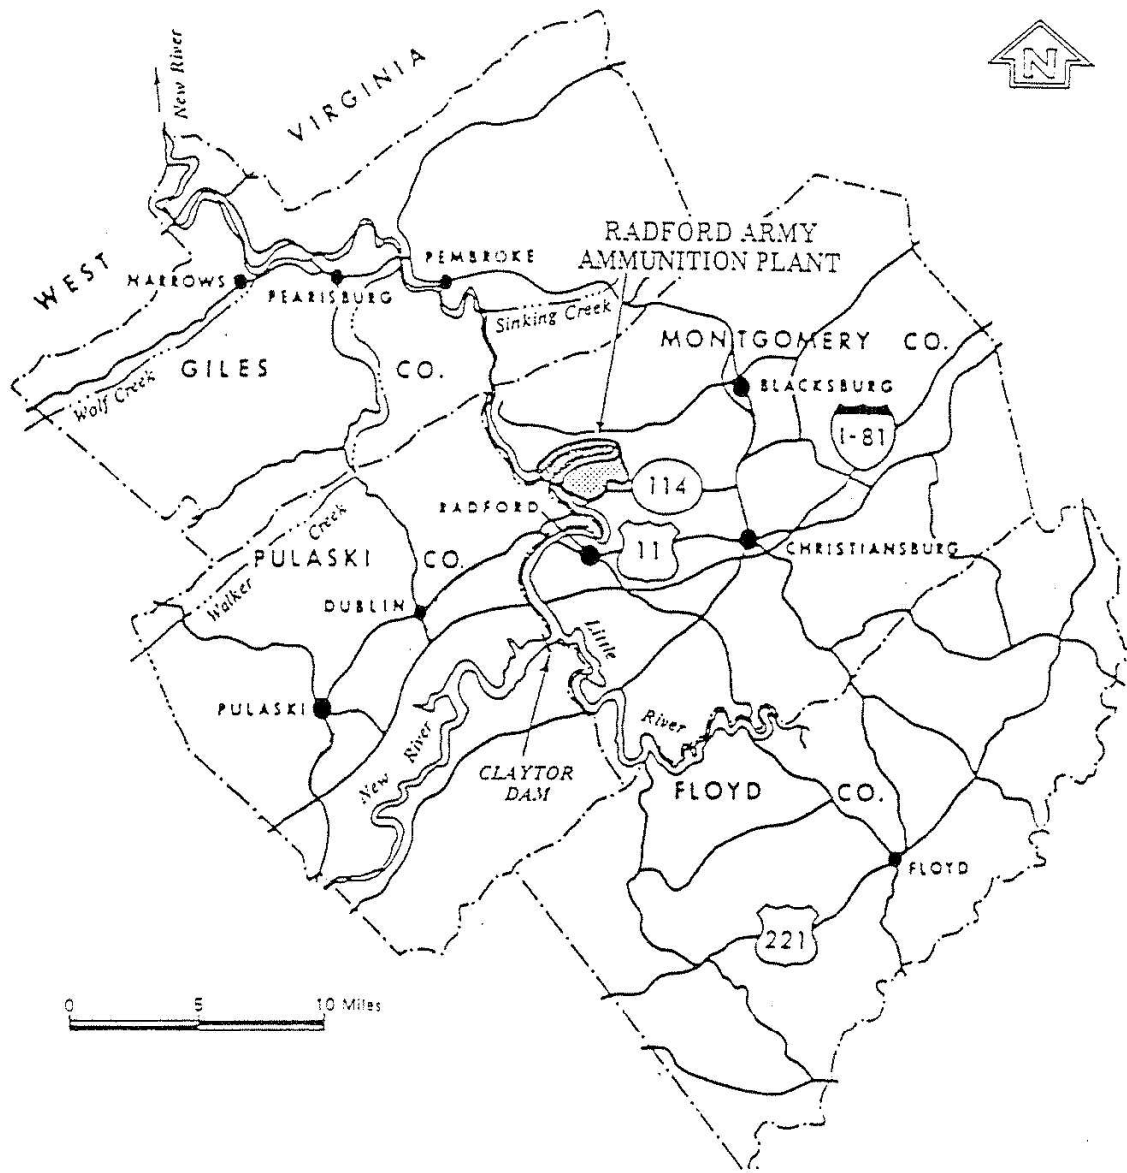 N
New River
VIRGINIA
WEST
RADFORD ARMY
AMMUNITION PLANT
PEMBROKE
NARROWS
PEARISBURG
Sinking Creek
MONTGOMERY CO.
GILES CO.
Wolf Creek
BLACKSBURG
I-81
114
RADFORD
11
CHRISTIANSBURG
Creek
PULASKI CO.
Walker
DUBLIN
Little
PULASKI
River
New River
CLAYTOR
DAM
FLOYD CO.
FLOYD
221
0 5 10 Miles